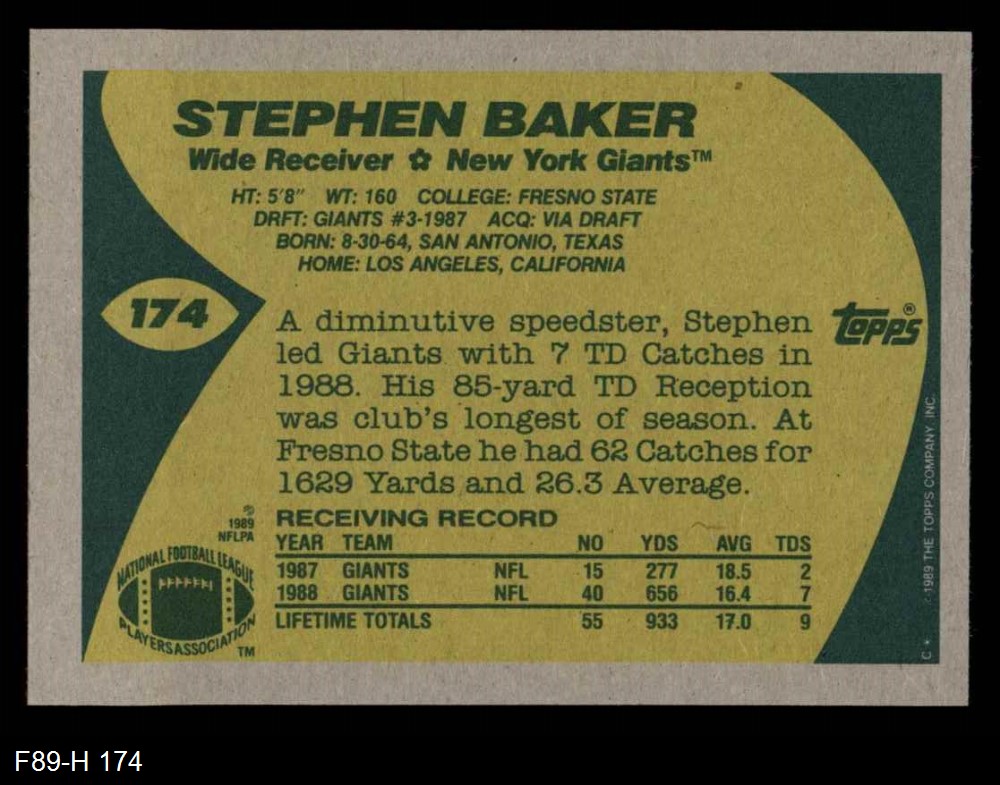 STEPHEN BAKER
Wide Receiver ✿ New York Giants™
HT: 5'8" WT: 160 COLLEGE: FRESNO STATE
DRFT: GIANTS #3-1987 ACQ: VIA DRAFT
BORN: 8-30-64, SAN ANTONIO, TEXAS
HOME: LOS ANGELES, CALIFORNIA
174
topps®
A diminutive speedster, Stephen
led Giants with 7 TD Catches in
1988. His 85-yard TD Reception
was club's longest of season. At
Fresno State he had 62 Catches for
1629 Yards and 26.3 Average.
RECEIVING RECORD
YEAR TEAM NO YDS AVG TDS
1987 GIANTS NFL 15 277 18.5 2
1988 GIANTS NFL 40 656 16.4 7
LIFETIME TOTALS 55 933 17.0 9
© 1989
NFLPA
NATIONAL FOOTBALL LEAGUE
PLAYERS ASSOCIATION
TM
C * ©1989 THE TOPPS COMPANY, INC.
F89-H 174